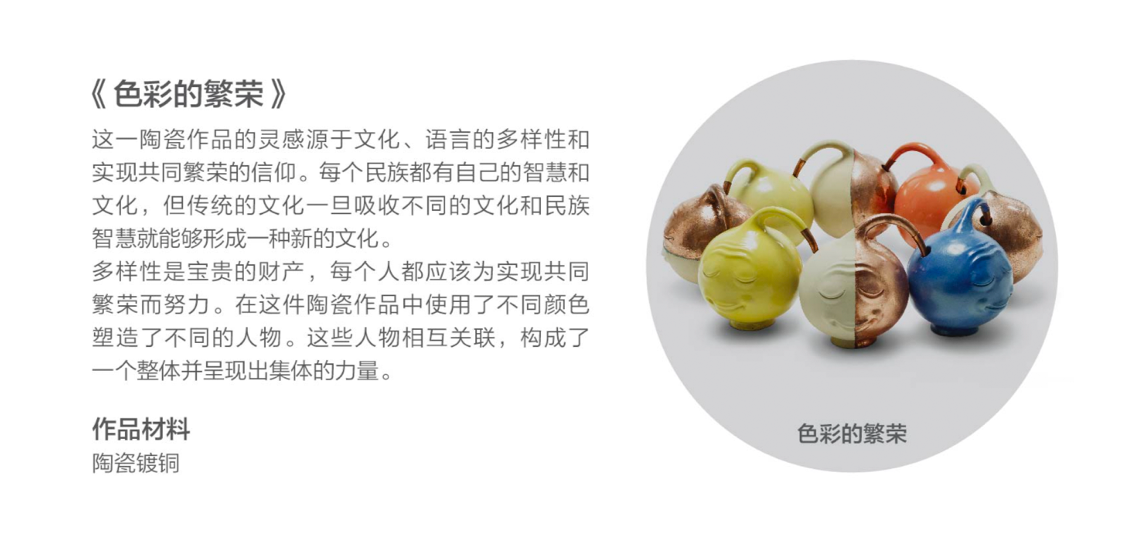 《色彩的繁荣》
这一陶瓷作品的灵感源于文化、语言的多样性和
实现共同繁荣的信仰。每个民族都有自己的智慧和
文化，但传统的文化一旦吸收不同的文化和民族
智慧就能够形成一种新的文化。
多样性是宝贵的财产，每个人都应该为实现共同
繁荣而努力。在这件陶瓷作品中使用了不同颜色
塑造了不同的人物。这些人物相互关联，构成了
一个整体并呈现出集体的力量。
作品材料
陶瓷镀铜
色彩的繁荣